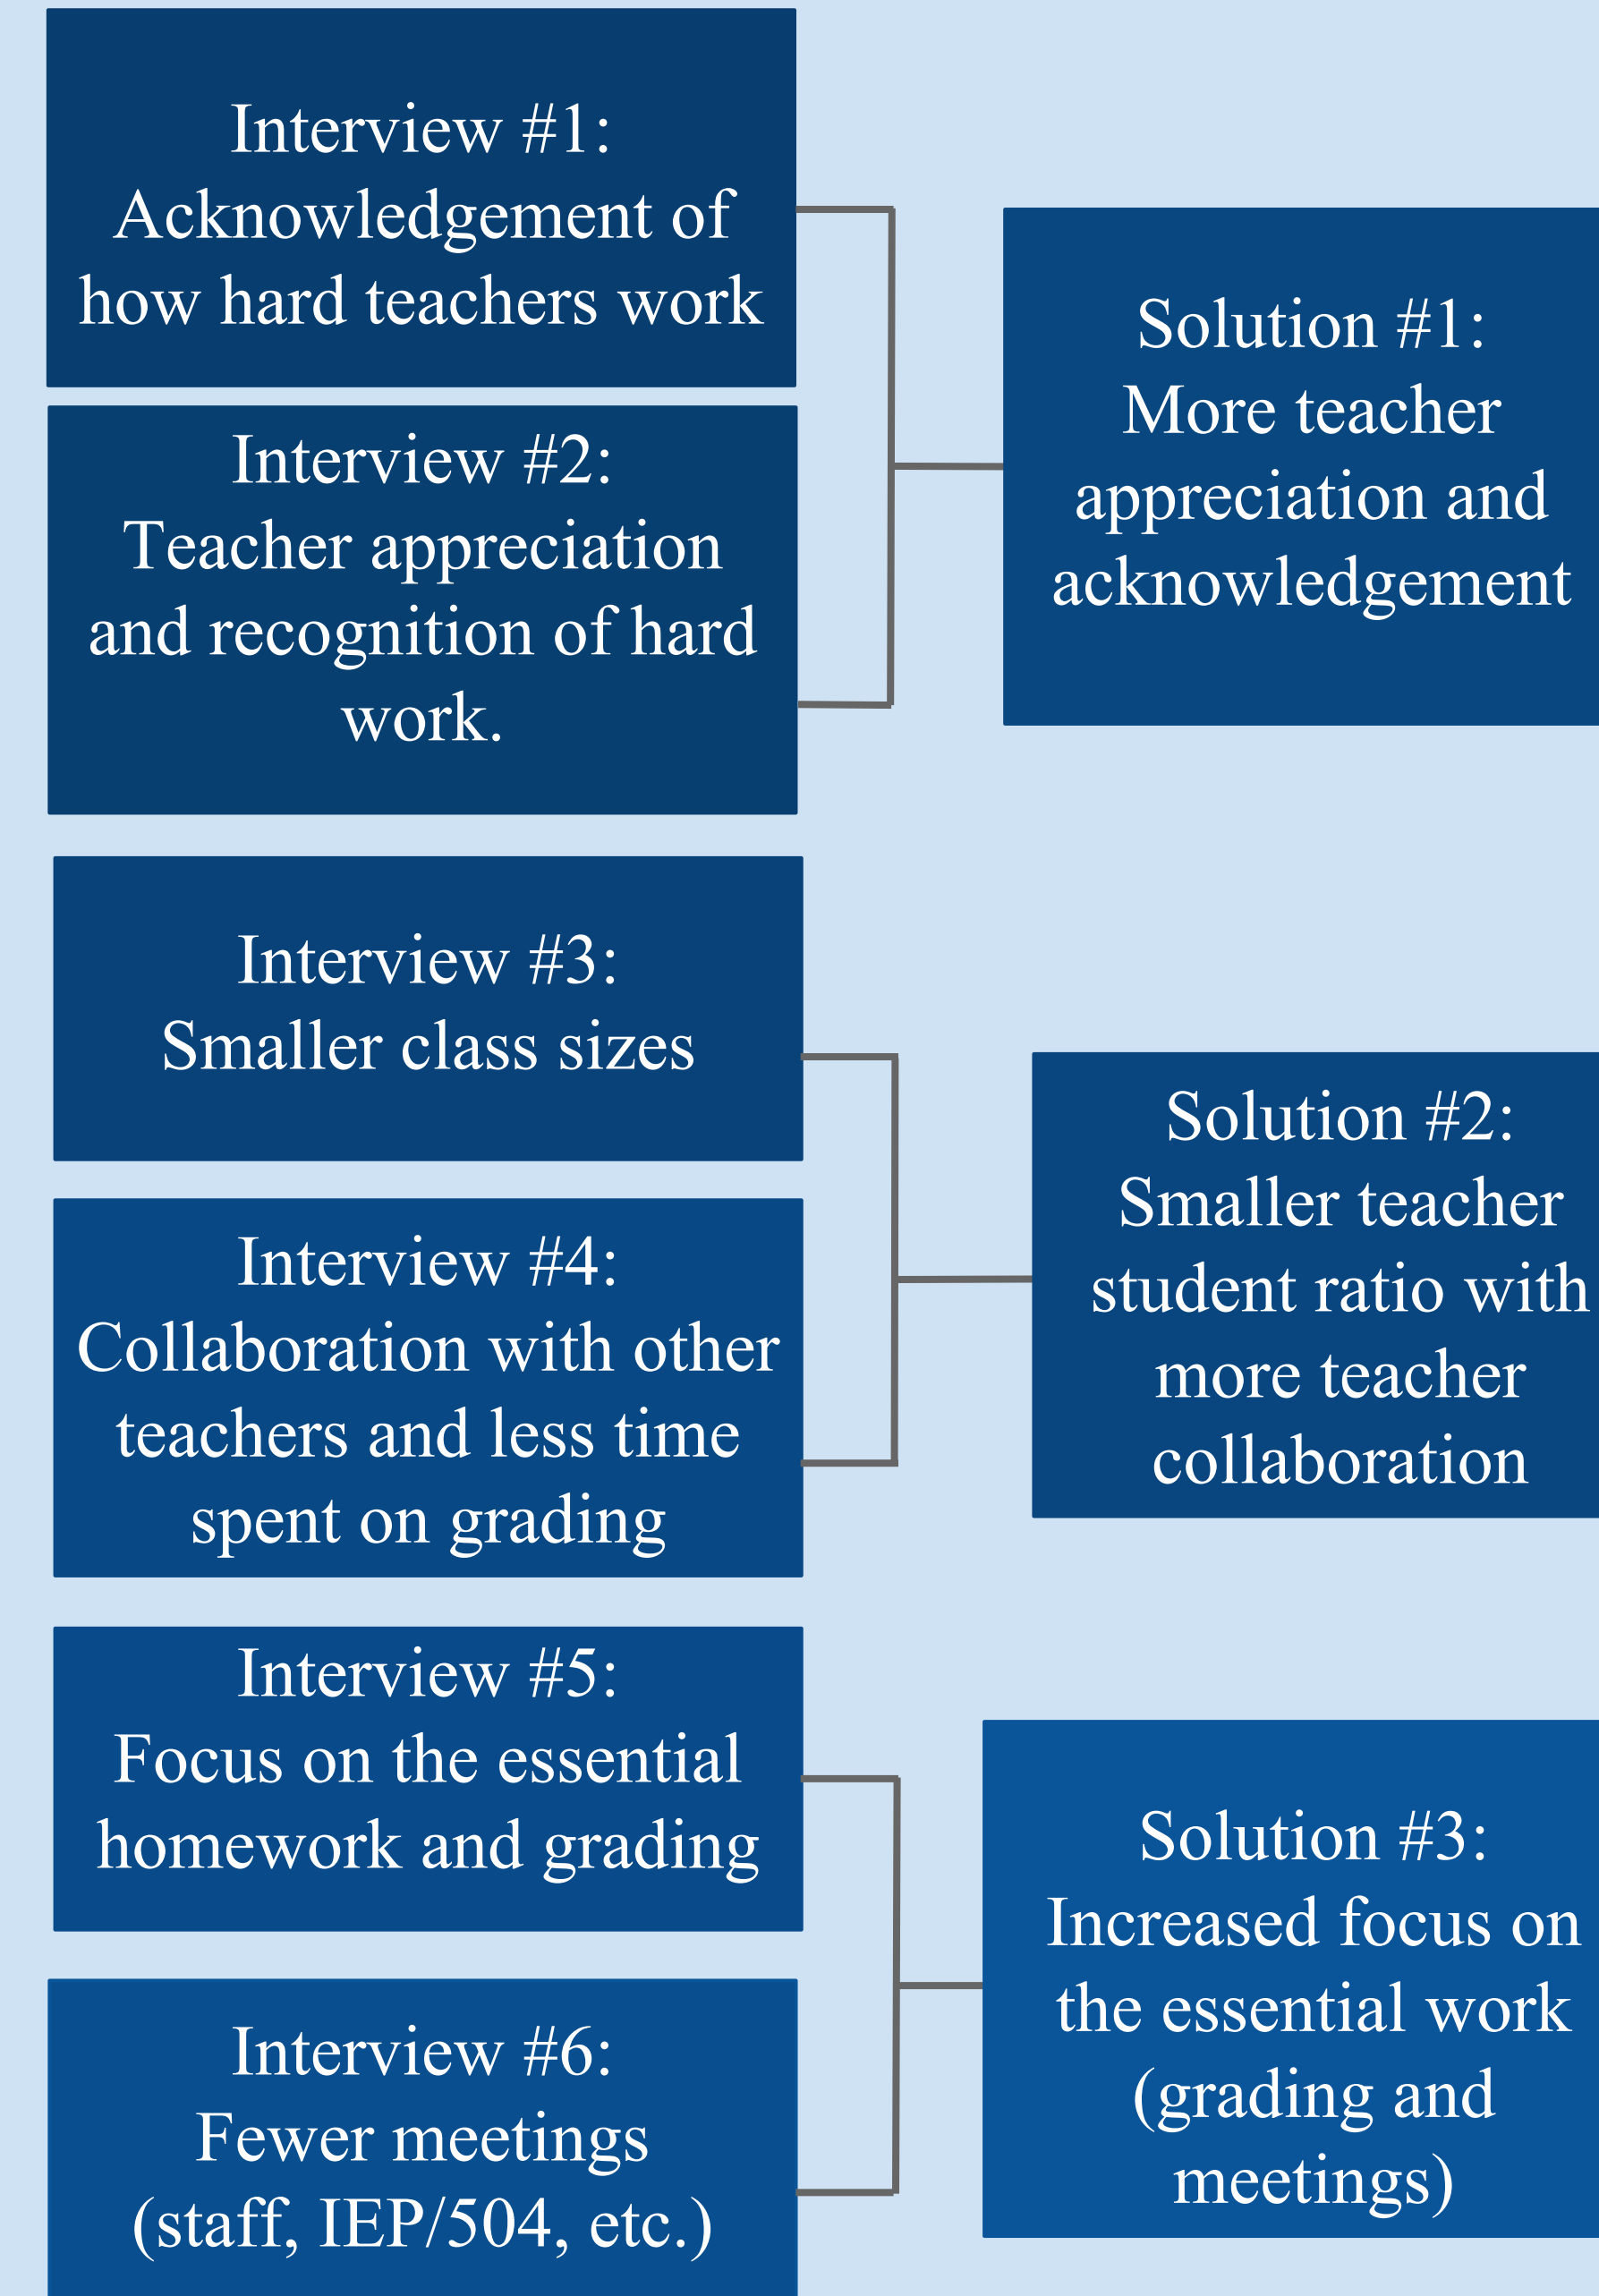 Interview #1:
Acknowledgement of
how hard teachers work
Interview #2:
Teacher appreciation
and recognition of hard
work.
Solution #1:
More teacher
appreciation and
acknowledgement
Interview #3:
Smaller class sizes
Interview #4:
Collaboration with other
teachers and less time
spent on grading
Solution #2:
Smaller teacher
student ratio with
more teacher
collaboration
Interview #5:
Focus on the essential
homework and grading
Interview #6:
Fewer meetings
(staff, IEP/504, etc.)
Solution #3:
Increased focus on
the essential work
(grading and
meetings)